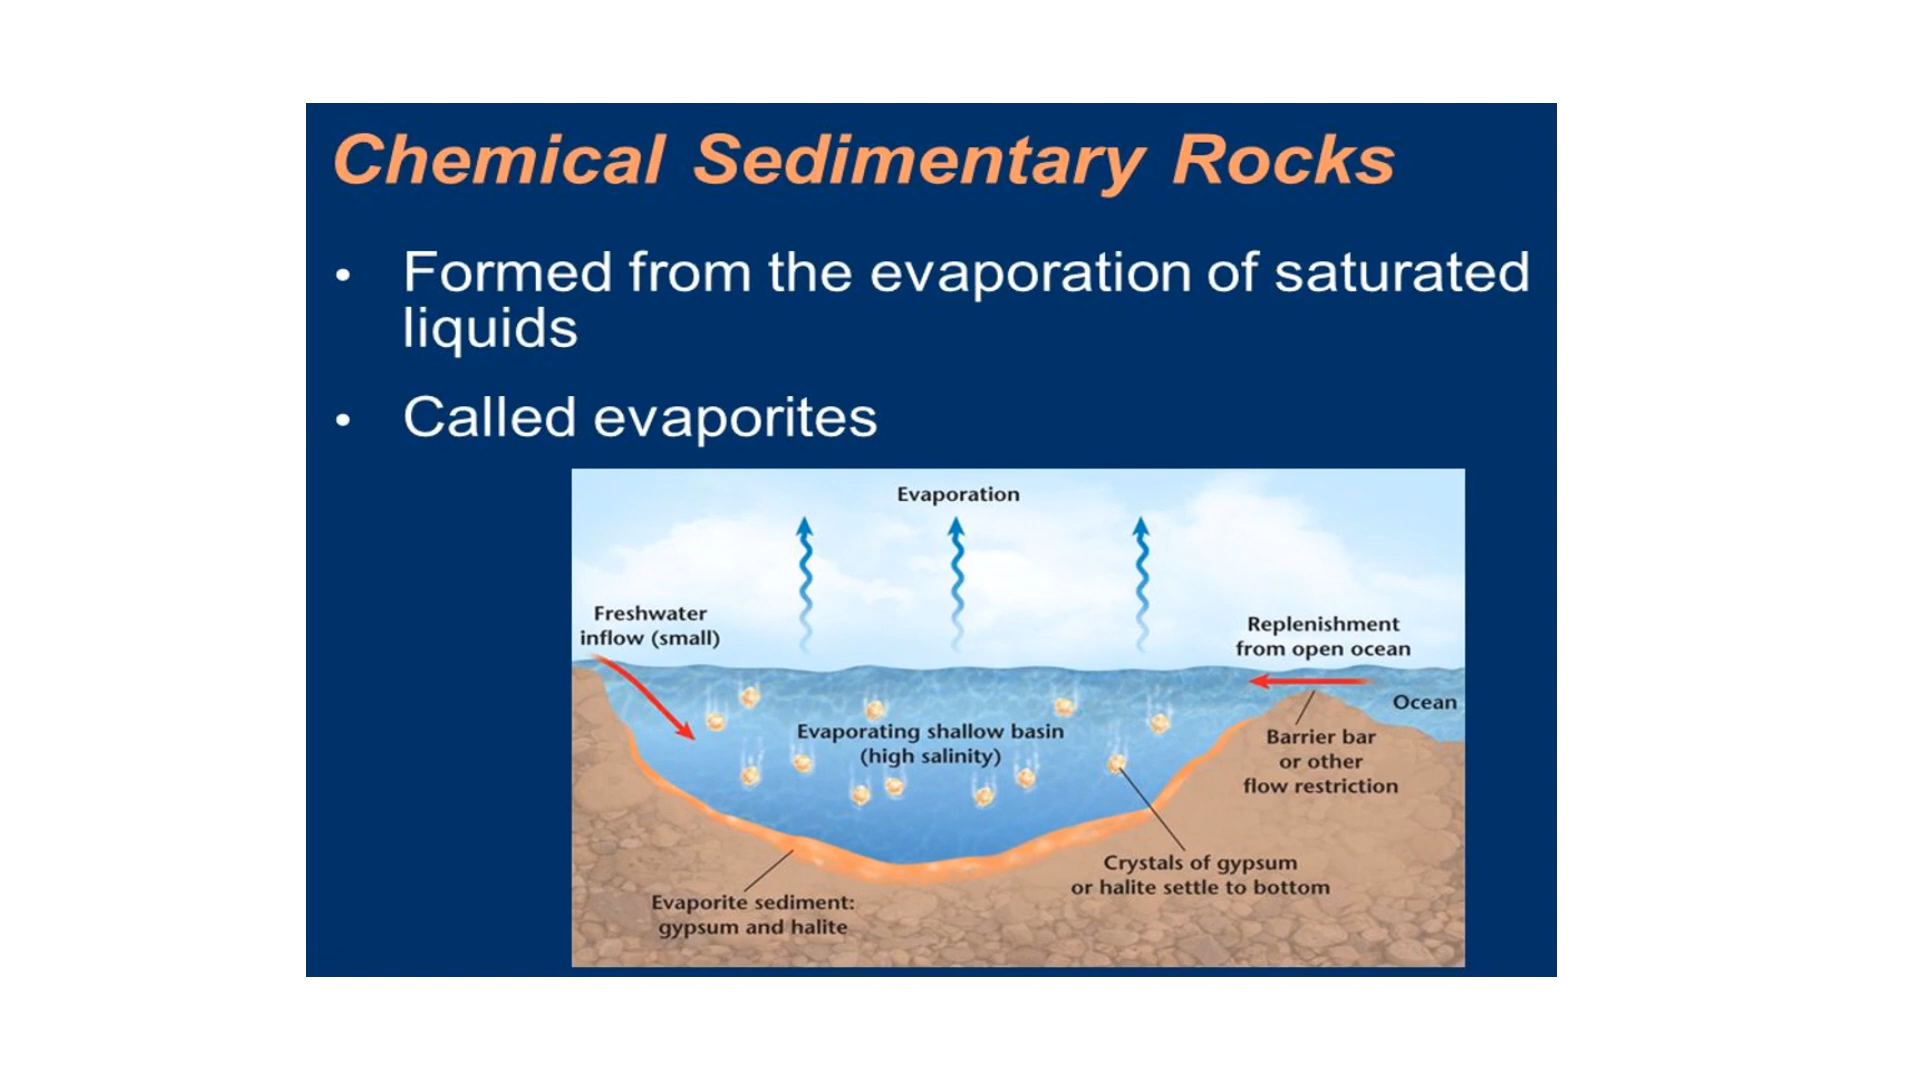 Chemical Sedimentary Rocks
• Formed from the evaporation of saturated
liquids
• Called evaporites
Evaporation
Freshwater
inflow (small)
Replenishment
from open ocean
Ocean
Evaporating shallow basin
(high salinity)
Barrier bar
or other
flow restriction
Crystals of gypsum
or halite settle to bottom
Evaporite sediment:
gypsum and halite